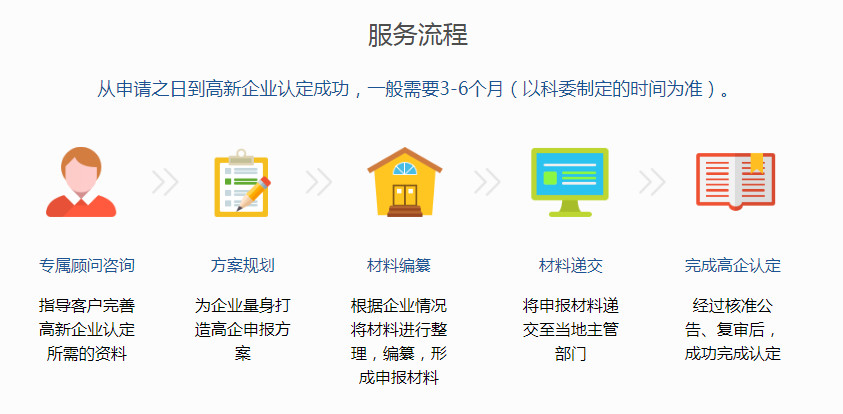 服务流程
从申请之日到高新企业认定成功，一般需要3-6个月（以科委制定的时间为准）。
专属顾问咨询
指导客户完善
高新企业认定
所需的资料
方案规划
为企业量身打
造高企申报方
案
材料编纂
根据企业情况
将材料进行整
理，编纂，形
成申报材料
材料递交
将申报材料递
交至当地主管
部门
完成高企认定
经过核准公
告、复审后，
成功完成认定